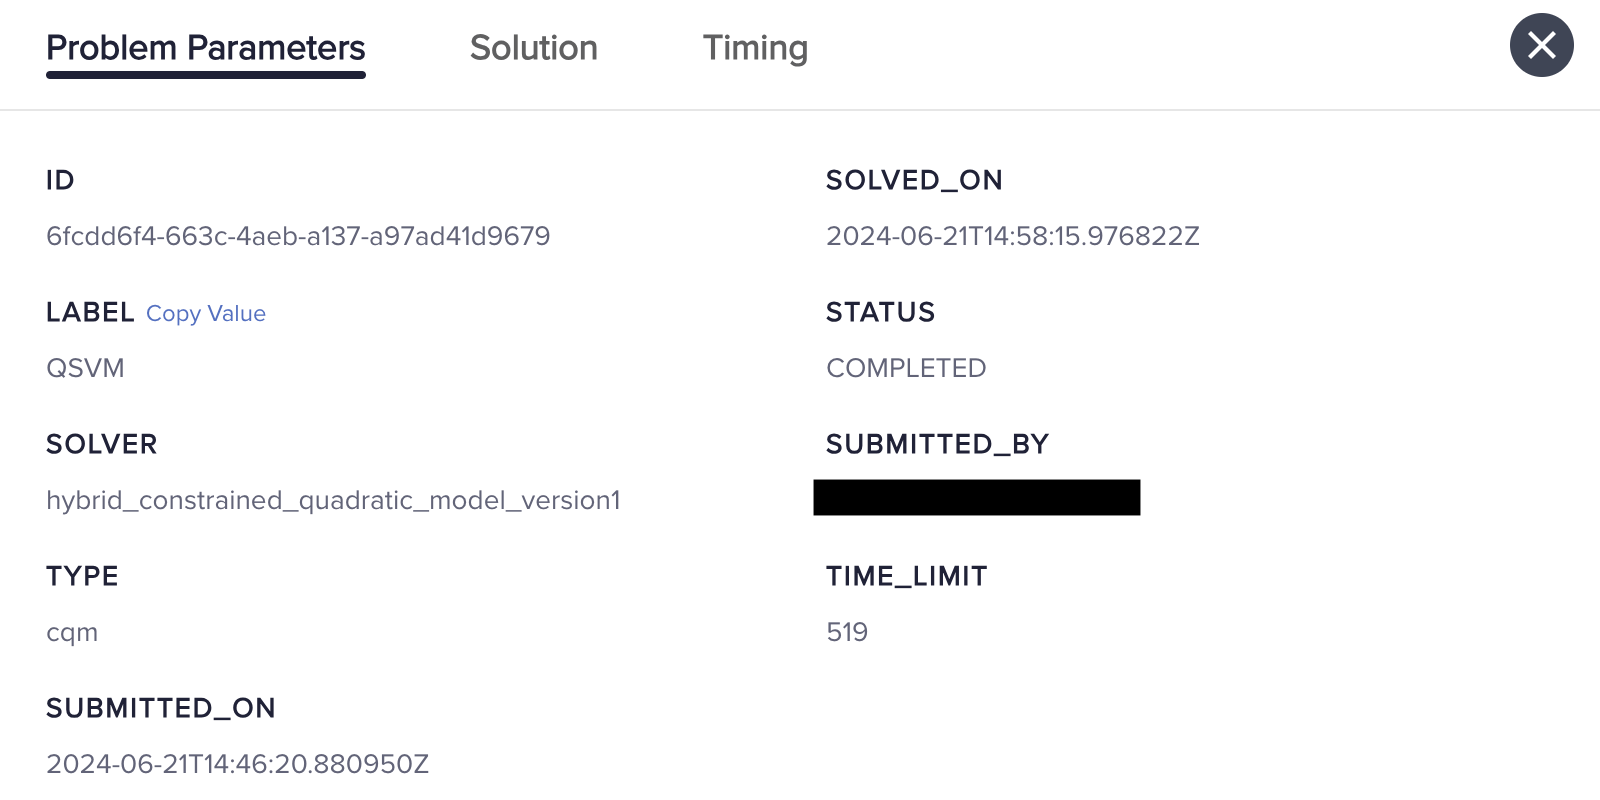 Problem Parameters Solution Timing
ID
6fcdd6f4-663c-4aeb-a137-a97ad41d9679
LABEL Copy Value
QSVM
SOLVER
hybrid_constrained_quadratic_model_version1
TYPE
cqm
SUBMITTED_ON
2024-06-21T14:46:20.880950Z
SOLVED_ON
2024-06-21T14:58:15.976822Z
STATUS
COMPLETED
SUBMITTED_BY
TIME_LIMIT
519